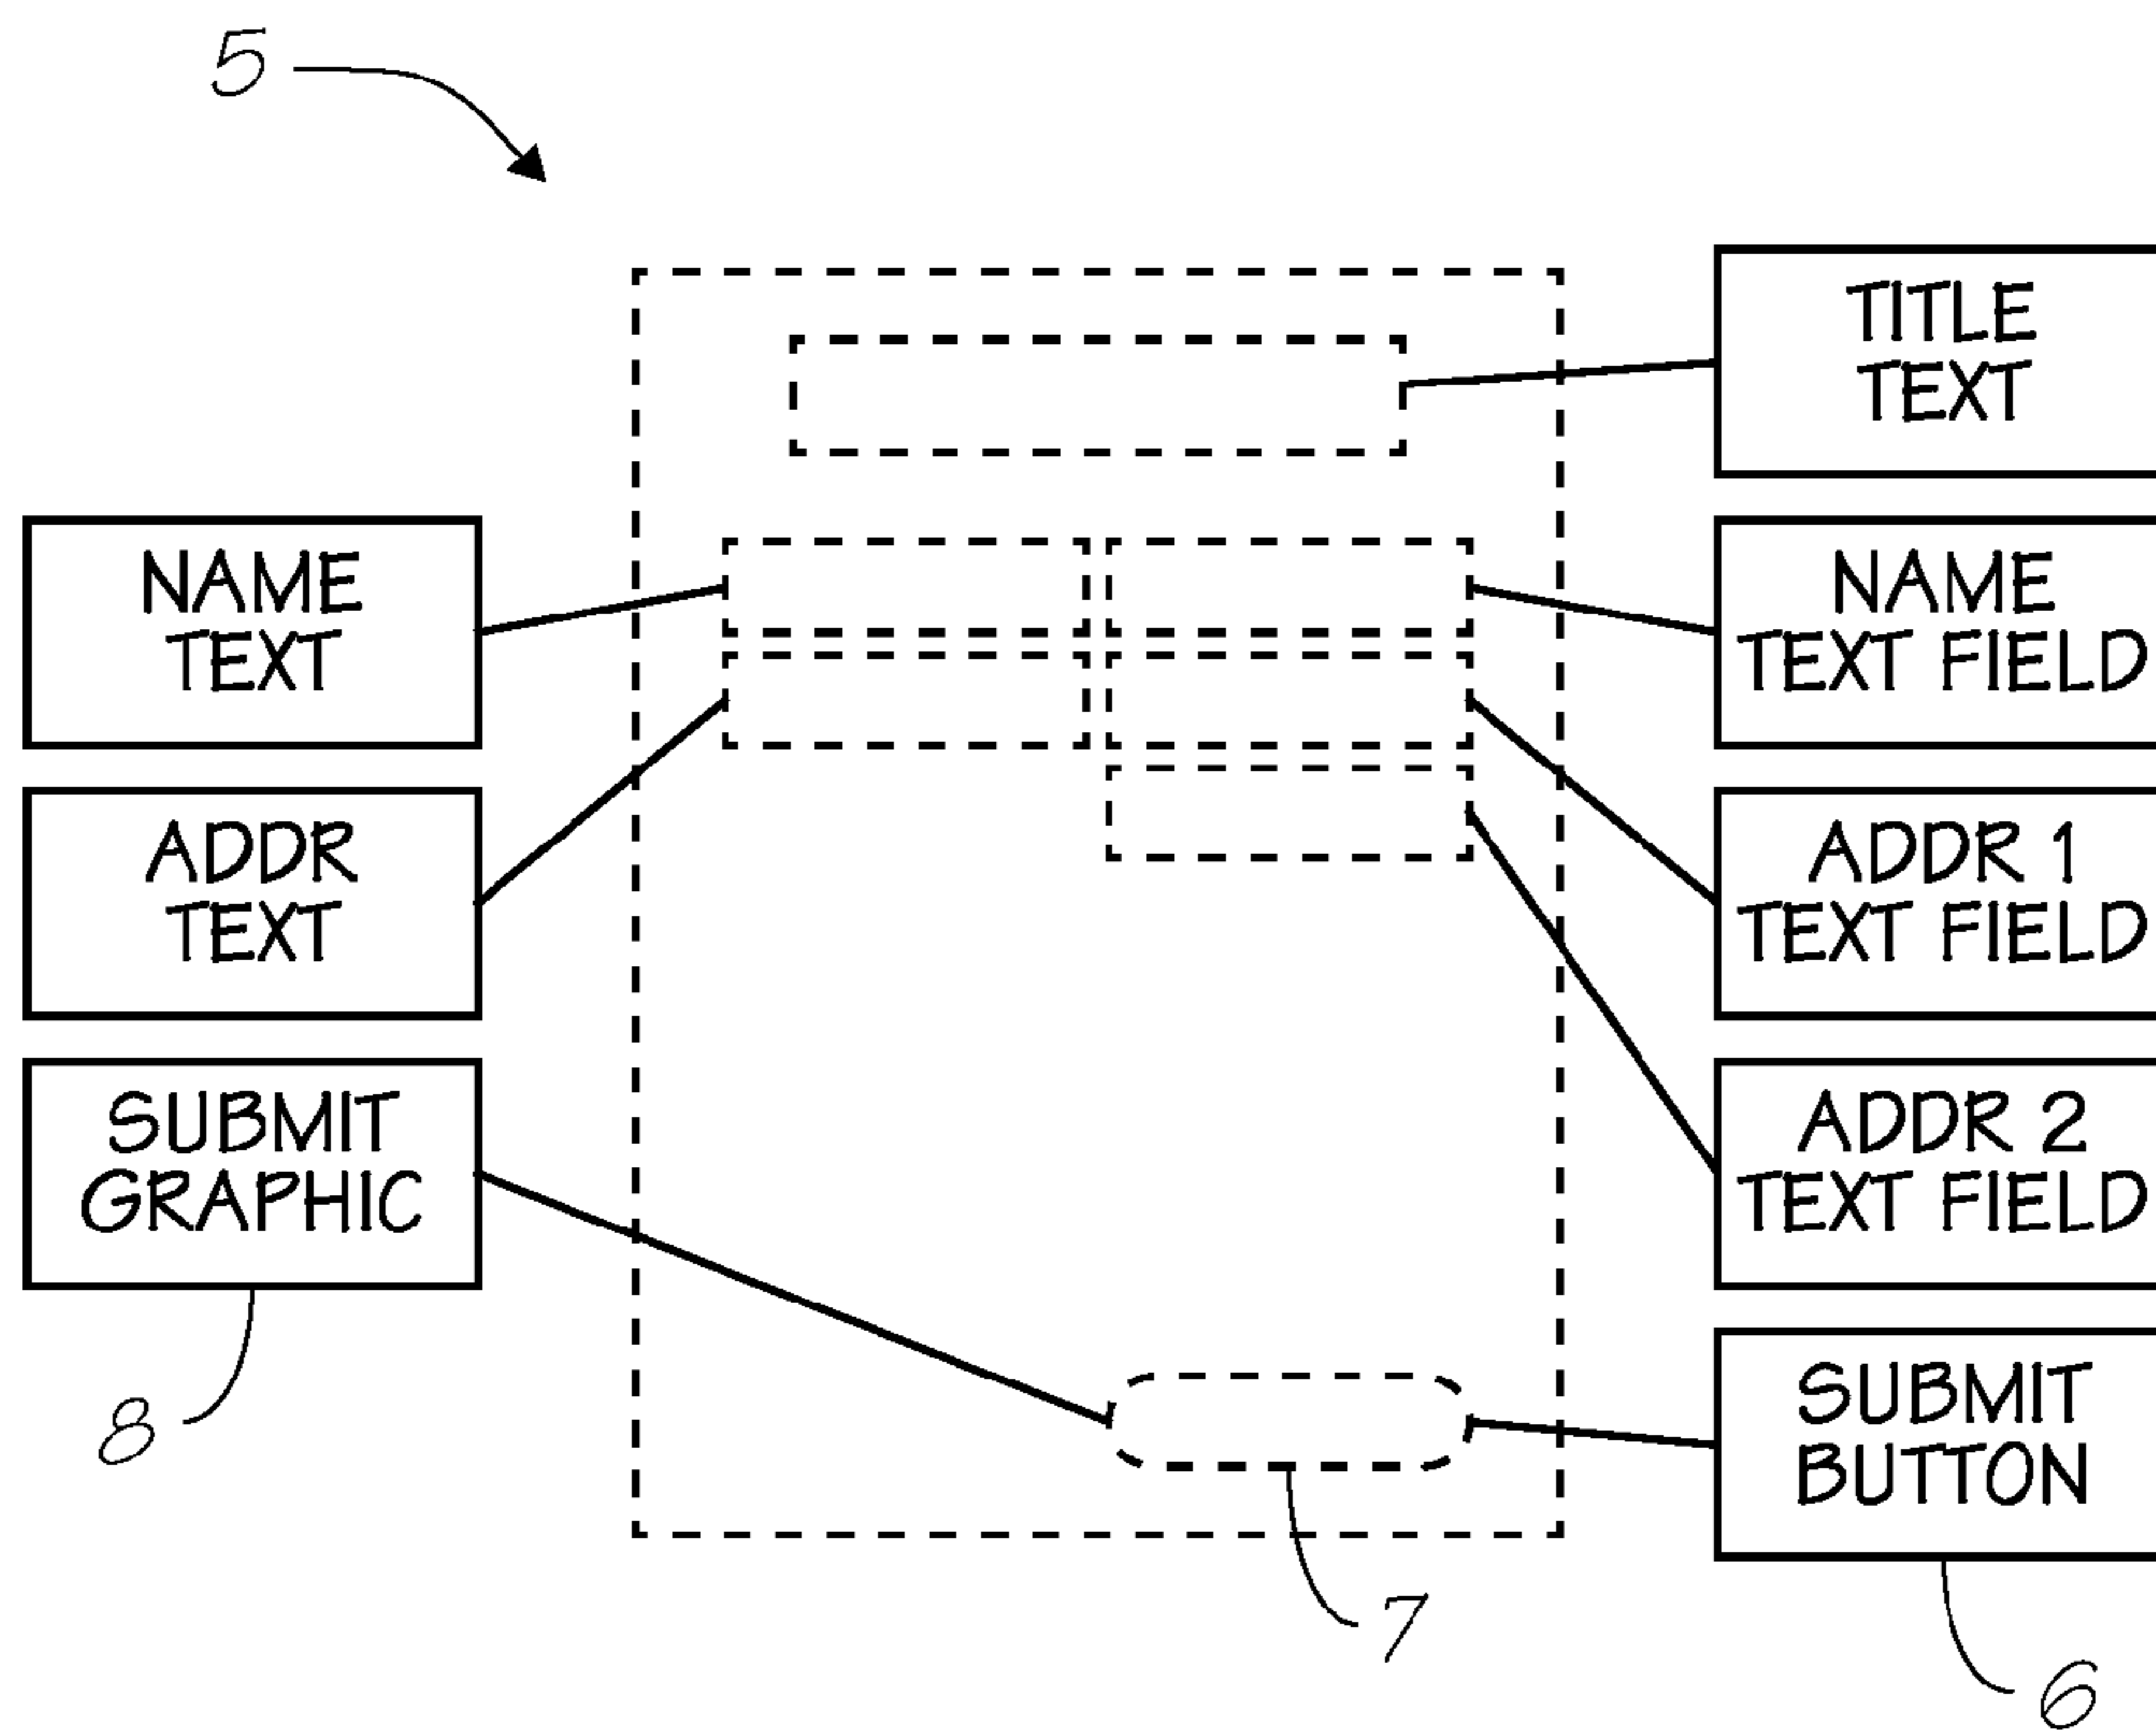 5
TITLE
TEXT
NAME
TEXT
NAME
TEXT FIELD
ADDR
TEXT
ADDR 1
TEXT FIELD
SUBMIT
GRAPHIC
ADDR 2
TEXT FIELD
SUBMIT
BUTTON
8
7
6